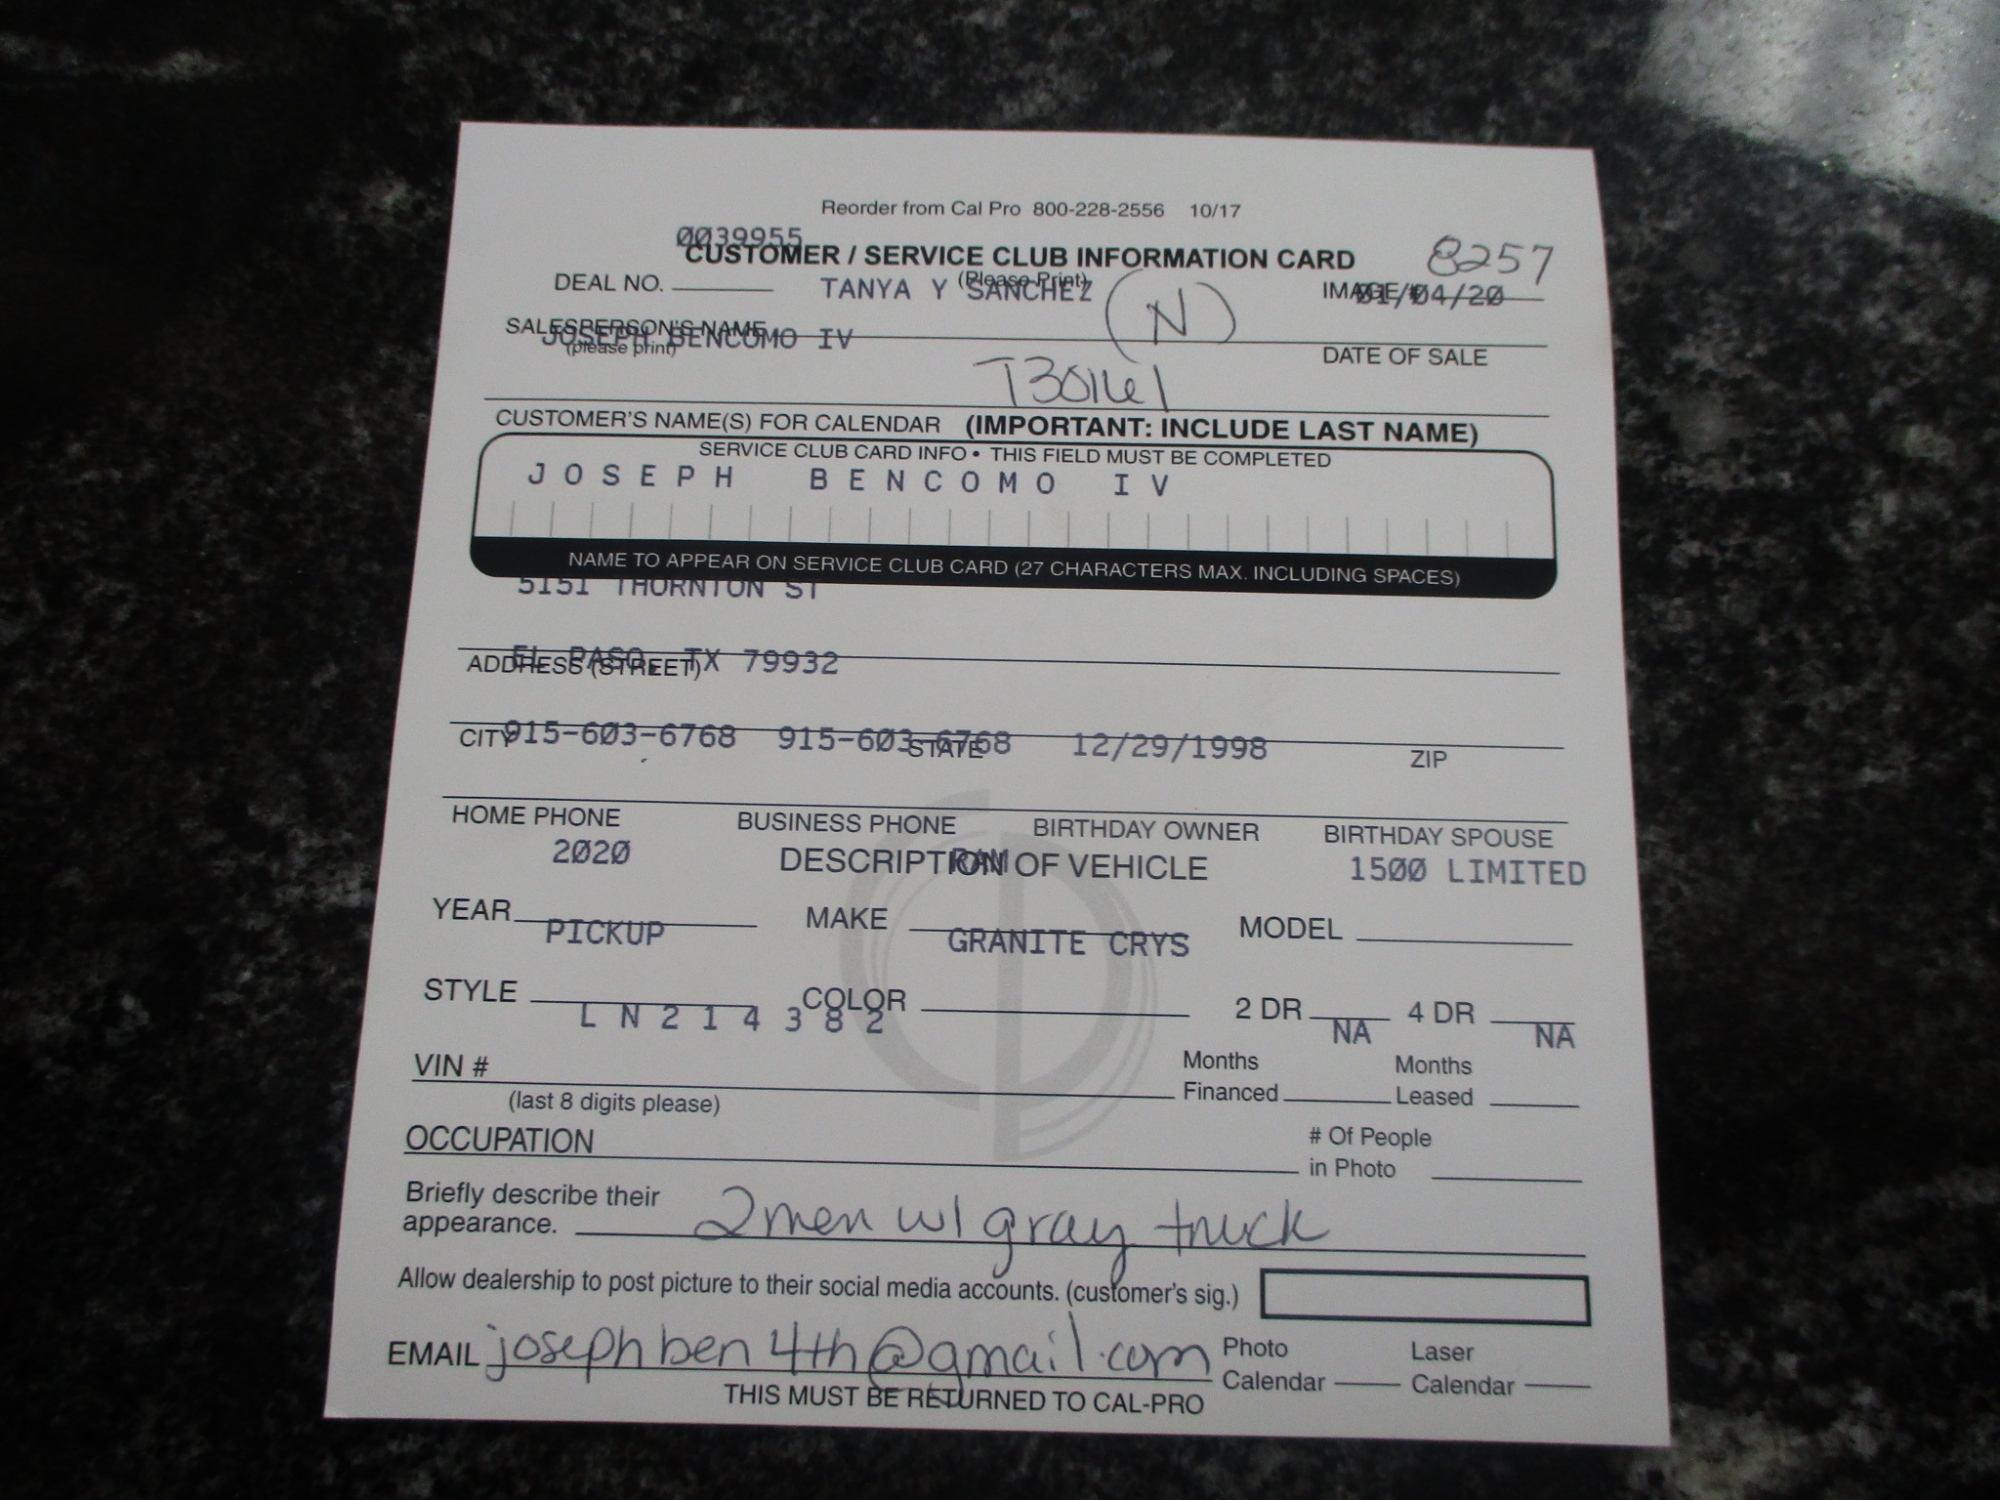 Reorder from Cal Pro 800-228-2556 10/17
0039955
CUSTOMER / SERVICE CLUB INFORMATION CARD 8257
(Please Print)
DEAL NO. TANYA Y SANCHEZ (N) IMAGE # 01/04/20
SALESPERSON'S NAME JOSEPH BENCOMO IV
(please print) DATE OF SALE
T30161
CUSTOMER'S NAME(S) FOR CALENDAR (IMPORTANT: INCLUDE LAST NAME)
SERVICE CLUB CARD INFO • THIS FIELD MUST BE COMPLETED
JOSEPH BENCOMO IV
NAME TO APPEAR ON SERVICE CLUB CARD (27 CHARACTERS MAX. INCLUDING SPACES)
5151 THORNTON ST
EL PASO, TX 79932
ADDRESS (STREET)
915-603-6768 915-603-6768 12/29/1998
CITY STATE ZIP
HOME PHONE BUSINESS PHONE BIRTHDAY OWNER BIRTHDAY SPOUSE
2020 RAM 1500 LIMITED
DESCRIPTION OF VEHICLE
YEAR MAKE MODEL
PICKUP GRANITE CRYS
STYLE COLOR 2 DR 4 DR
LN214382 NA NA
VIN # Months Financed Months Leased
(last 8 digits please)
OCCUPATION # Of People in Photo
Briefly describe their
appearance. 2 men w/ gray truck
Allow dealership to post picture to their social media accounts. (customer's sig.)
EMAIL josephben4th@gmail.com Photo Calendar Laser Calendar
THIS MUST BE RETURNED TO CAL-PRO